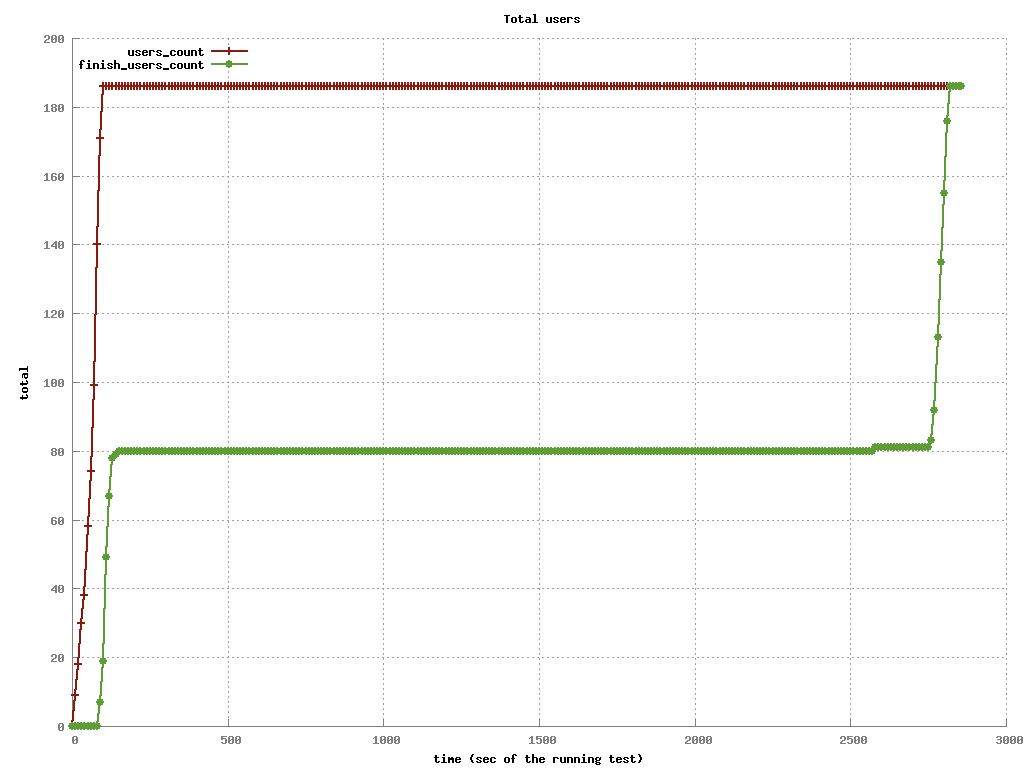 Total users
users_count
finish_users_count
200
180
160
140
120
100
80
60
40
20
0
total
0 500 1000 1500 2000 2500 3000
time (sec of the running test)